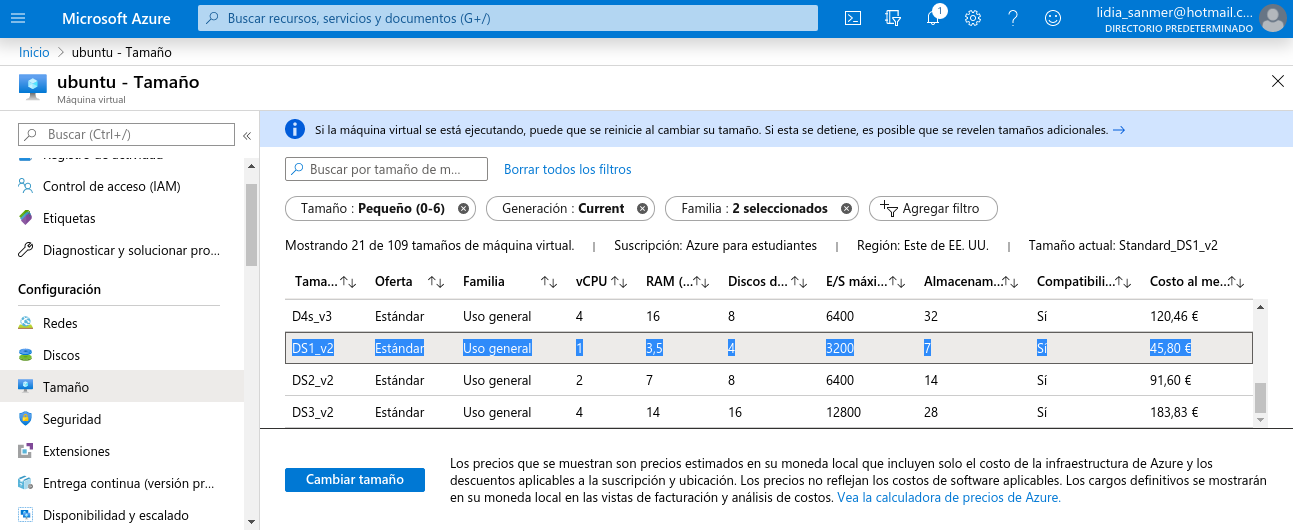 Microsoft Azure
Buscar recursos, servicios y documentos (G+/)
1
lidia_sanmer@hotmail.c...
DIRECTORIO PREDETERMINADO
Inicio > ubuntu - Tamaño
ubuntu - Tamaño
Máquina virtual
Buscar (Ctrl+/)
«
Registro de actividad
Control de acceso (IAM)
Etiquetas
Diagnosticar y solucionar pro...
Configuración
Redes
Discos
Tamaño
Seguridad
Extensiones
Entrega continua (versión pr...
Disponibilidad y escalado
Si la máquina virtual se está ejecutando, puede que se reinicie al cambiar su tamaño. Si esta se detiene, es posible que se revelen tamaños adicionales. →
Buscar por tamaño de m... Borrar todos los filtros
Tamaño : Pequeño (0-6) Generación : Current Familia : 2 seleccionados Agregar filtro
Mostrando 21 de 109 tamaños de máquina virtual. | Suscripción: Azure para estudiantes | Región: Este de EE. UU. | Tamaño actual: Standard_DS1_v2
Tama...↑↓ Oferta ↑↓ Familia ↑↓ vCPU ↑↓ RAM (...↑↓ Discos d...↑↓ E/S máxi...↑↓ Almacenam...↑↓ Compatibili...↑↓ Costo al me...↑↓
D4s_v3 Estándar Uso general 4 16 8 6400 32 Sí 120,46 €
DS1_v2 Estándar Uso general 1 3,5 4 3200 7 Sí 45,80 €
DS2_v2 Estándar Uso general 2 7 8 6400 14 Sí 91,60 €
DS3_v2 Estándar Uso general 4 14 16 12800 28 Sí 183,83 €
Cambiar tamaño
Los precios que se muestran son precios estimados en su moneda local que incluyen solo el costo de la infraestructura de Azure y los
descuentos aplicables a la suscripción y ubicación. Los precios no reflejan los costos de software aplicables. Los cargos definitivos se mostrarán
en su moneda local en las vistas de facturación y análisis de costos. Vea la calculadora de precios de Azure.